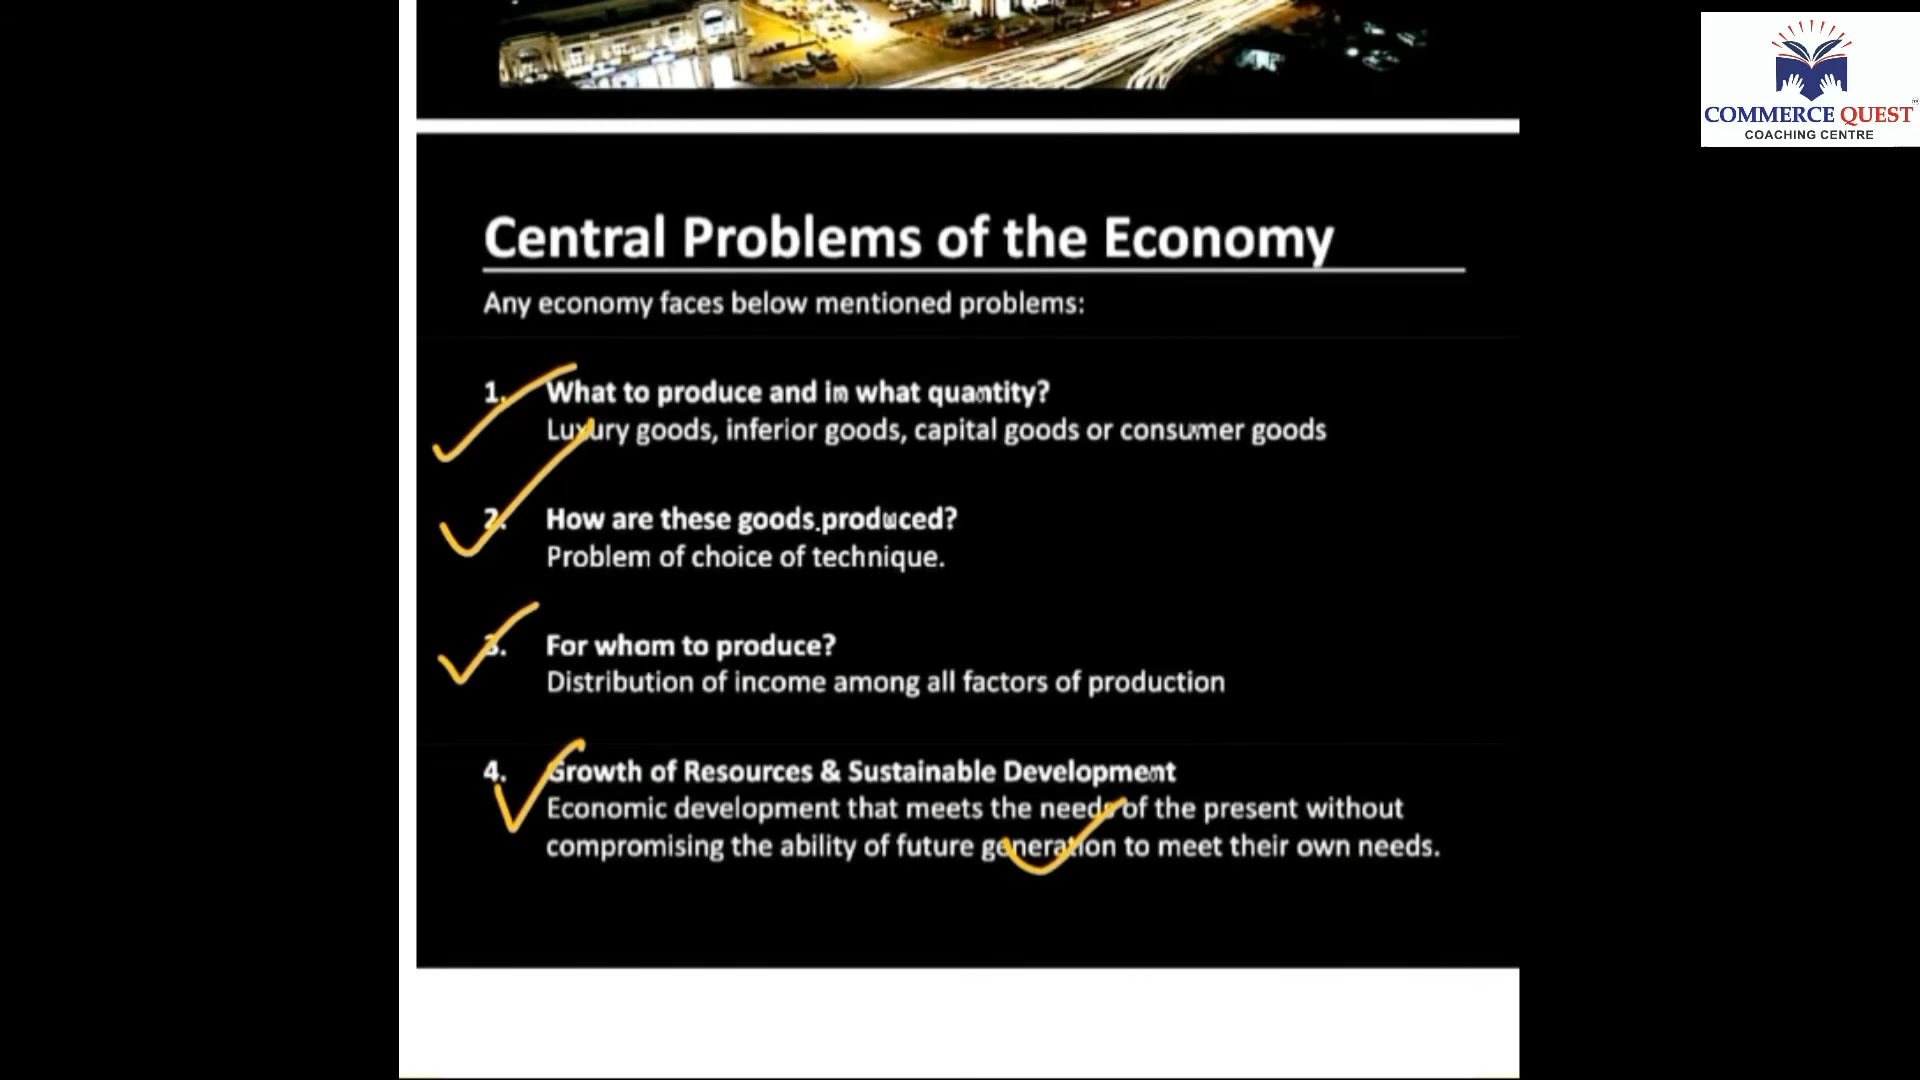 COMMERCE QUEST
COACHING CENTRE
Central Problems of the Economy
Any economy faces below mentioned problems:
1. What to produce and in what quantity?
Luxury goods, inferior goods, capital goods or consumer goods
2. How are these goods produced?
Problem of choice of technique.
3. For whom to produce?
Distribution of income among all factors of production
4. Growth of Resources & Sustainable Development
Economic development that meets the needs of the present without
compromising the ability of future generation to meet their own needs.